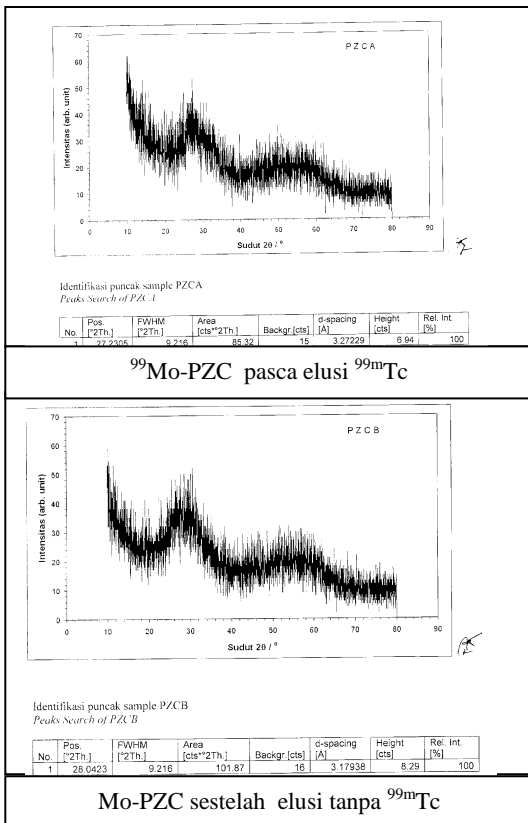 PZCA
70
60
50
40
30
20
10
0
Intensitas (arb. unit)
0 10 20 30 40 50 60 70 80 90
Sudut 2θ / °
Identifikasi puncak sample PZCA
Peaks Search of PZCA
No. Pos. [°2Th.] FWHM [°2Th.] Area [cts*°2Th.] Backgr.[cts] d-spacing [Å] Height [cts] Rel. Int. [%]
1 27.2305 9.216 85.32 15 3.27229 6.94 100
⁹⁹Mo-PZC pasca elusi ⁹⁹ᵐTc
PZCB
70
60
50
40
30
20
10
0
Intensitas (arb. unit)
0 10 20 30 40 50 60 70 80 90
Sudut 2θ / °
Identifikasi puncak sample PZCB
Peaks Search of PZCB
No. Pos. [°2Th.] FWHM [°2Th.] Area [cts*°2Th.] Backgr.[cts] d-spacing [Å] Height [cts] Rel. Int. [%]
1 28.0423 9.216 101.87 16 3.17938 8.29 100
Mo-PZC sestelah elusi tanpa ⁹⁹ᵐTc